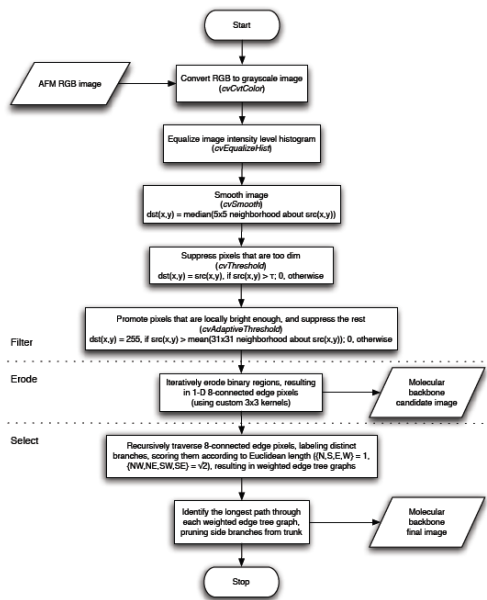 Start
AFM RGB image
Convert RGB to grayscale image
(cvCvtColor)
Equalize image intensity level histogram
(cvEqualizeHist)
Smooth image
(cvSmooth)
dst(x,y) = median(5x5 neighborhood about src(x,y))
Suppress pixels that are too dim
(cvThreshold)
dst(x,y) = src(x,y), if src(x,y) > τ; 0, otherwise
Promote pixels that are locally bright enough, and suppress the rest
(cvAdaptiveThreshold)
dst(x,y) = 255, if src(x,y) > mean(31x31 neighborhood about src(x,y)); 0, otherwise
Filter
Erode
Iteratively erode binary regions, resulting
in 1-D 8-connected edge pixels
(using custom 3x3 kernels)
Molecular
backbone
candidate image
Select
Recursively traverse 8-connected edge pixels, labeling distinct
branches, scoring them according to Euclidean length ({N,S,E,W} = 1,
{NW,NE,SW,SE} = √2), resulting in weighted edge tree graphs
Identify the longest path through
each weighted edge tree graph,
pruning side branches from trunk
Molecular
backbone
final image
Stop